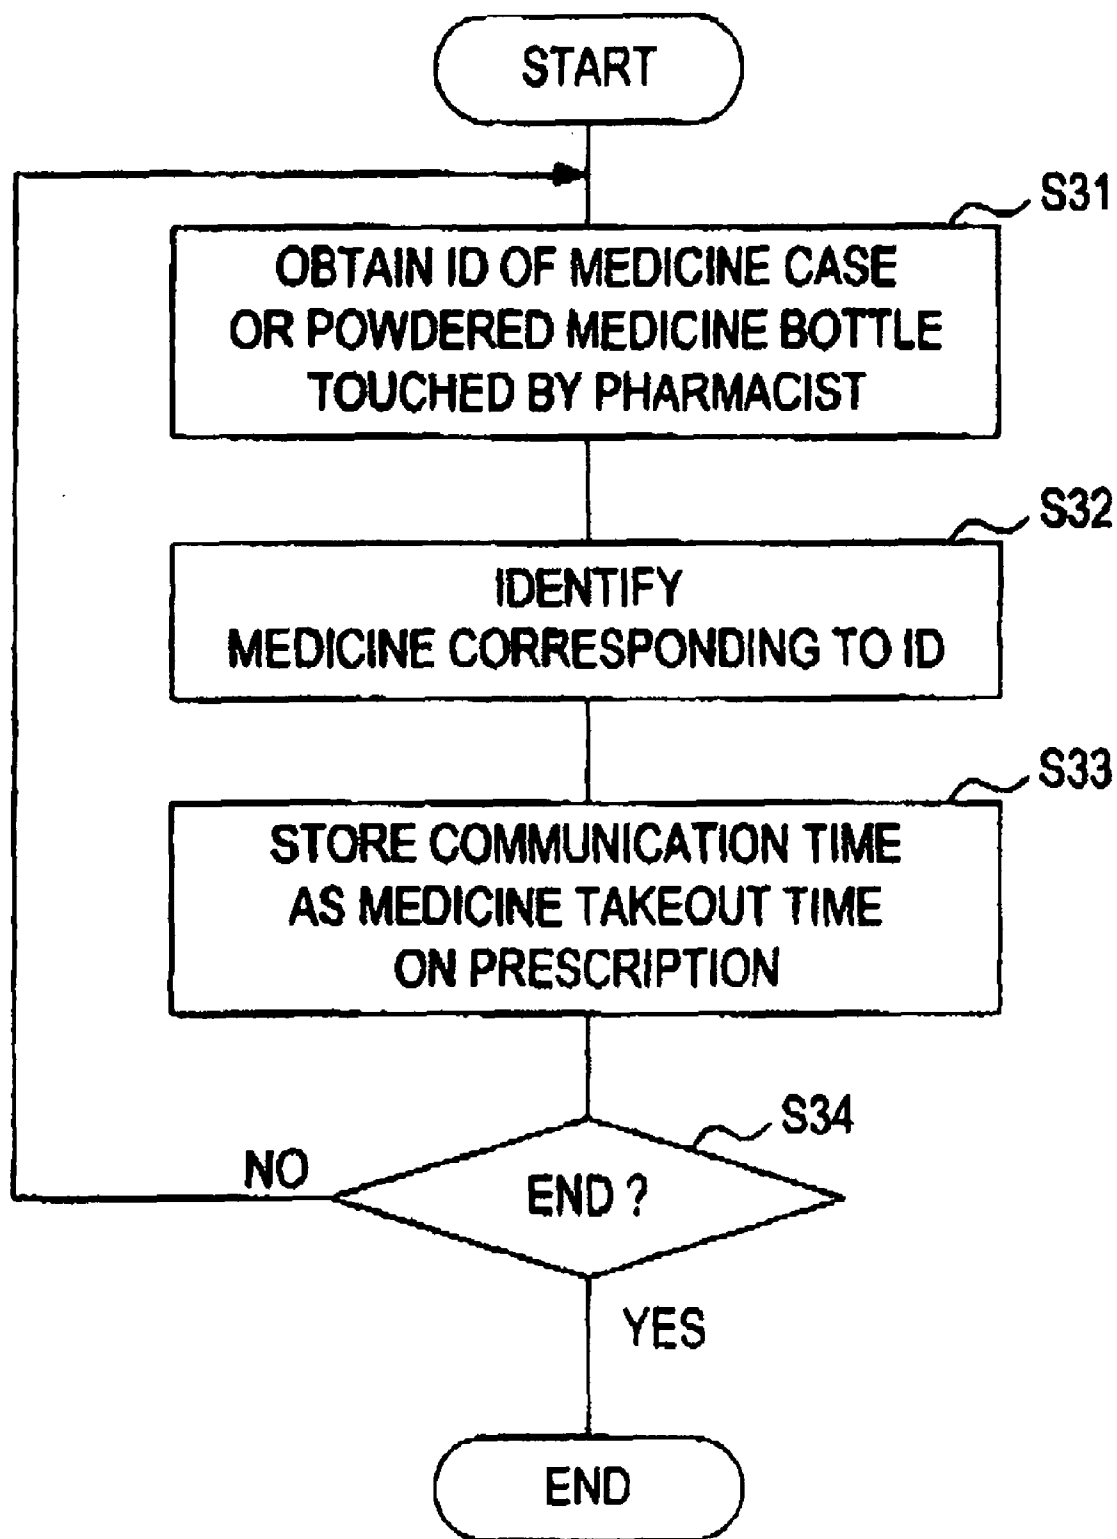 START
S31
OBTAIN ID OF MEDICINE CASE
OR POWDERED MEDICINE BOTTLE
TOUCHED BY PHARMACIST
S32
IDENTIFY
MEDICINE CORRESPONDING TO ID
S33
STORE COMMUNICATION TIME
AS MEDICINE TAKEOUT TIME
ON PRESCRIPTION
S34
NO
END ?
YES
END